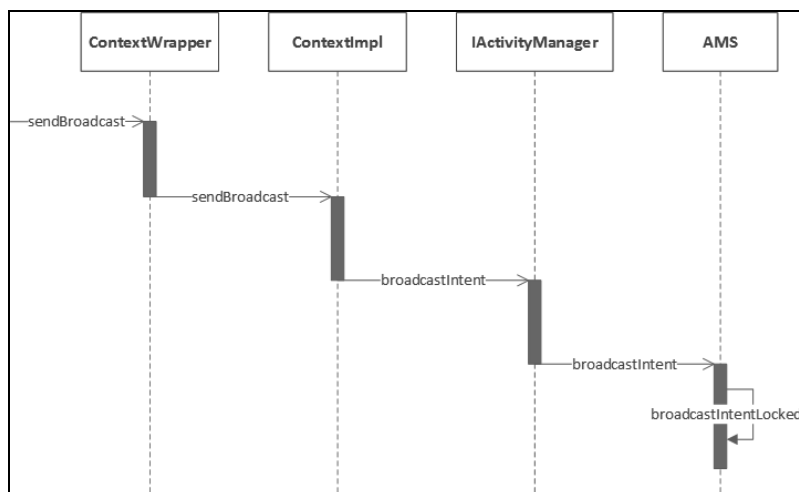 ContextWrapper
ContextImpl
IActivityManager
AMS
sendBroadcast
sendBroadcast
broadcastIntent
broadcastIntent
broadcastIntentLocked